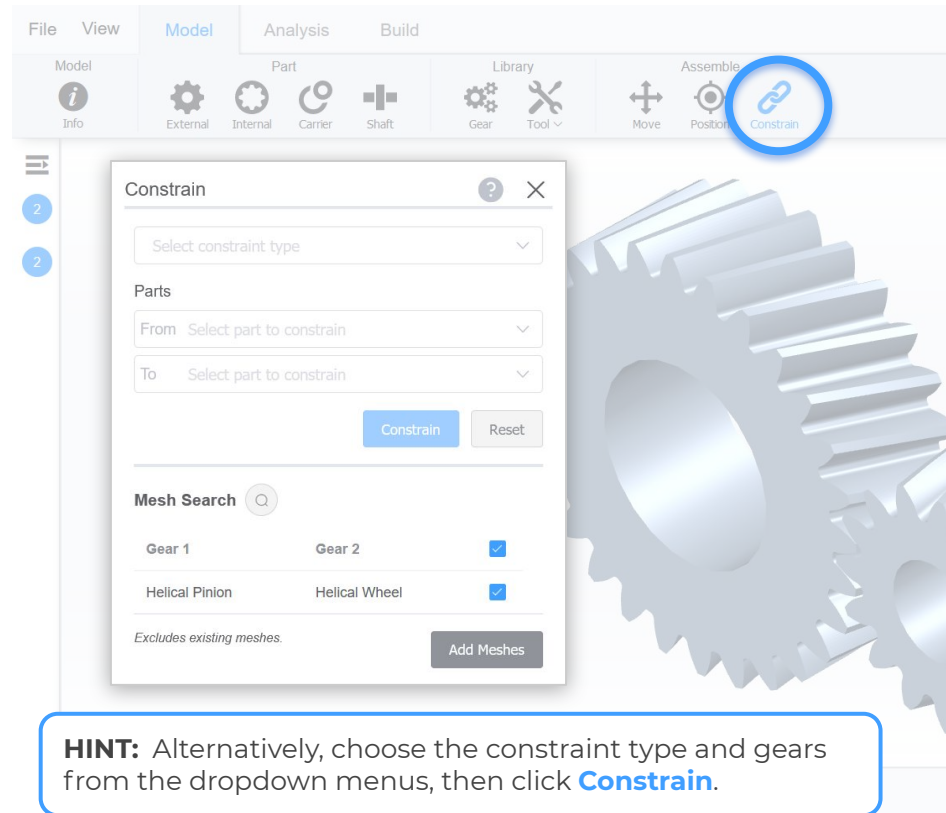 File View Model Analysis Build
Model Part Library Assemble
Info External Internal Carrier Shaft Gear Tool Move Position Constrain
2
2
Constrain ?
Select constraint type
Parts
From Select part to constrain
To Select part to constrain
Constrain Reset
Mesh Search
Gear 1 Gear 2
Helical Pinion Helical Wheel
Excludes existing meshes.
Add Meshes
HINT: Alternatively, choose the constraint type and gears
from the dropdown menus, then click Constrain.